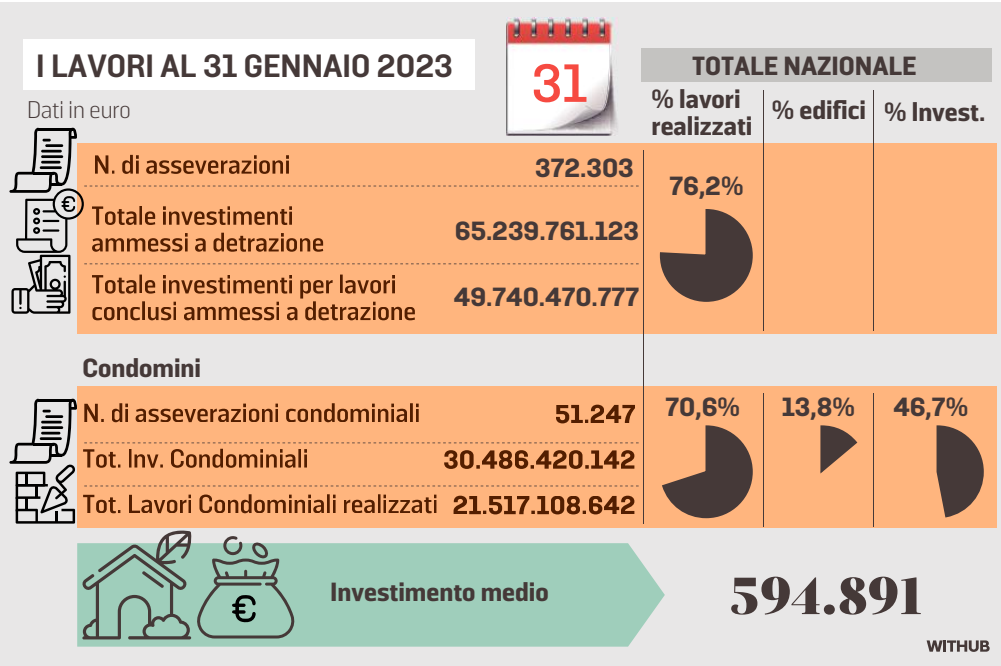 I LAVORI AL 31 GENNAIO 2023
31
TOTALE NAZIONALE
Dati in euro
% lavori
realizzati
% edifici
% Invest.
N. di asseverazioni
372.303
76,2%
€
Totale investimenti
ammessi a detrazione
65.239.761.123
Totale investimenti per lavori
conclusi ammessi a detrazione
49.740.470.777
Condomini
N. di asseverazioni condominiali
51.247
70,6%
13,8%
46,7%
Tot. Inv. Condominiali
30.486.420.142
Tot. Lavori Condominiali realizzati
21.517.108.642
€
Investimento medio
594.891
WITHUB